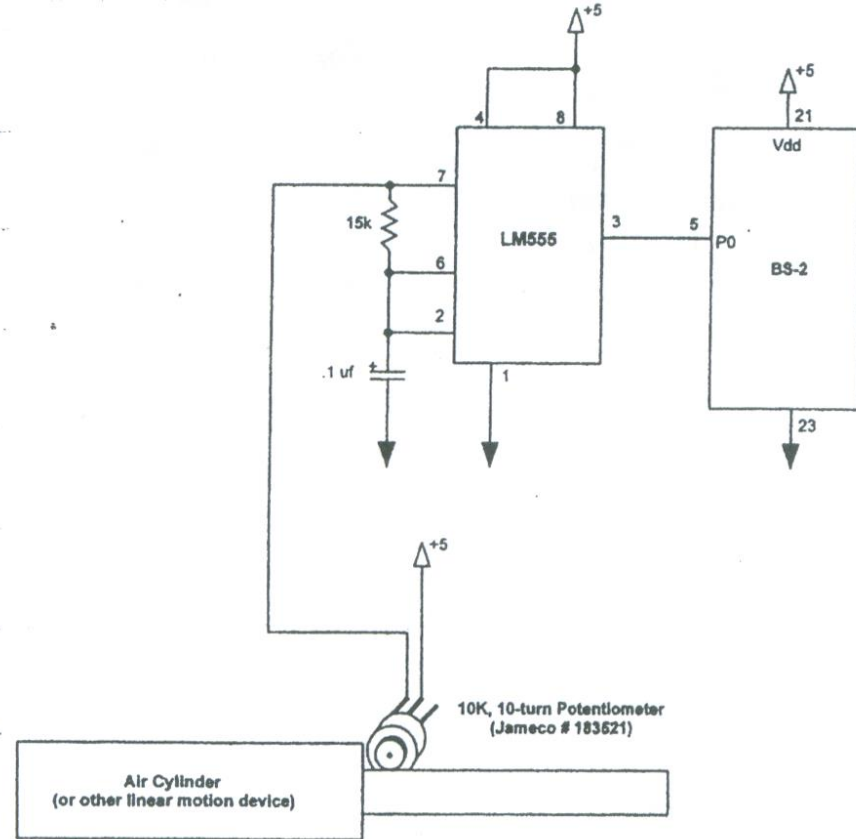 +5
+5
4
8
21
Vdd
7
15k
LM555
3
5
P0
6
BS-2
2
.1 uf
+
1
23
+5
10K, 10-turn Potentiometer
(Jameco # 183521)
Air Cylinder
(or other linear motion device)